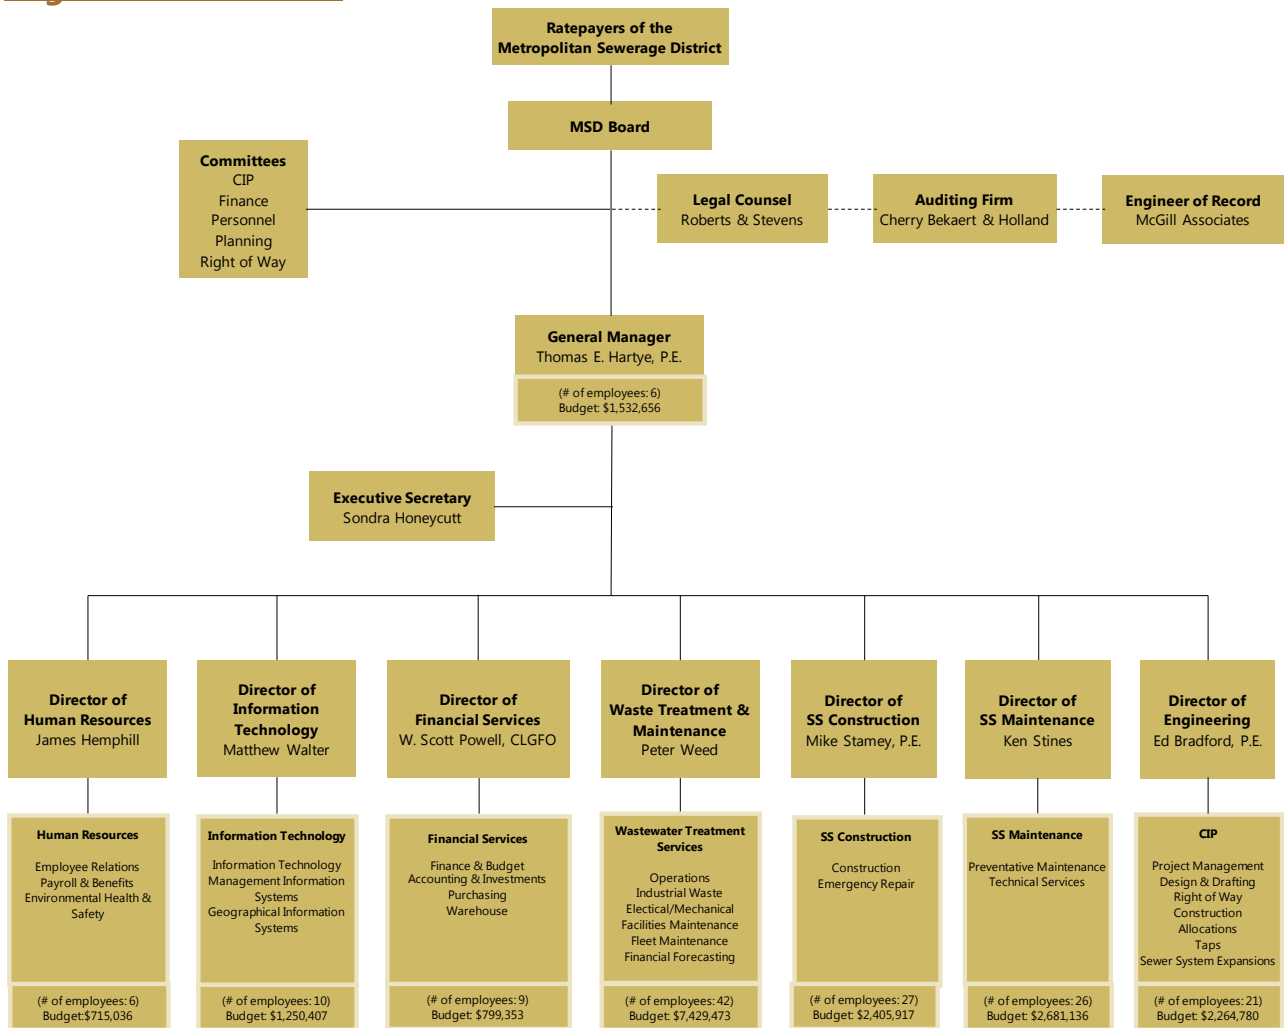 Ratepayers of the
Metropolitan Sewerage District
MSD Board
Committees
CIP
Finance
Personnel
Planning
Right of Way
Legal Counsel
Roberts & Stevens
Auditing Firm
Cherry Bekaert & Holland
Engineer of Record
McGill Associates
General Manager
Thomas E. Hartye, P.E.
(# of employees: 6)
Budget: $1,532,656
Executive Secretary
Sondra Honeycutt
Director of
Human Resources
James Hemphill
Director of
Information
Technology
Matthew Walter
Director of
Financial Services
W. Scott Powell, CLGFO
Director of
Waste Treatment &
Maintenance
Peter Weed
Director of
SS Construction
Mike Stamey, P.E.
Director of
SS Maintenance
Ken Stines
Director of
Engineering
Ed Bradford, P.E.
Human Resources
Employee Relations
Payroll & Benefits
Environmental Health &
Safety
(# of employees: 6)
Budget:$715,036
Information Technology
Information Technology
Management Information
Systems
Geographical Information
Systems
(# of employees: 10)
Budget: $1,250,407
Financial Services
Finance & Budget
Accounting & Investments
Purchasing
Warehouse
(# of employees: 9)
Budget: $799,353
Wastewater Treatment
Services
Operations
Industrial Waste
Electical/Mechanical
Facilities Maintenance
Fleet Maintenance
Financial Forecasting
(# of employees: 42)
Budget: $7,429,473
SS Construction
Construction
Emergency Repair
(# of employees: 27)
Budget: $2,405,917
SS Maintenance
Preventative Maintenance
Technical Services
(# of employees: 26)
Budget: $2,681,136
CIP
Project Management
Design & Drafting
Right of Way
Construction
Allocations
Taps
Sewer System Expansions
(# of employees: 21)
Budget: $2,264,780